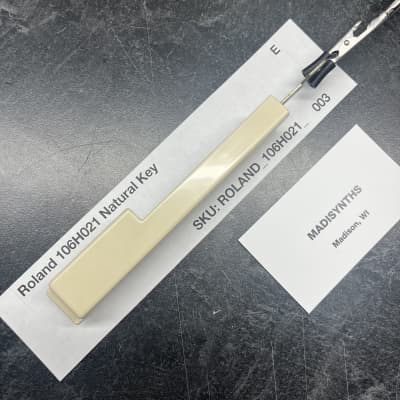 E
Roland 106H021 Natural Key
SKU: ROLAND_106H021_ 003
MADISYNTHS
Madison, WI